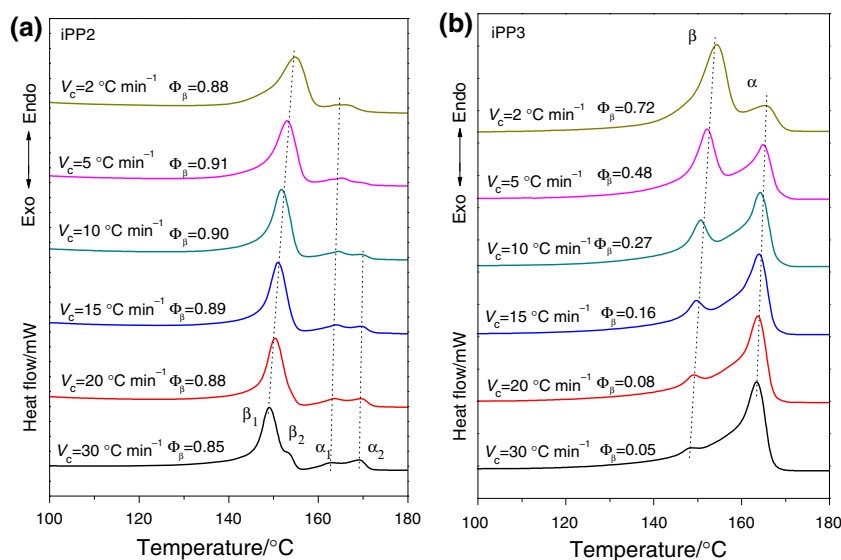 (a)
iPP2
V_c=2 °C min⁻¹ Φ_β=0.88
V_c=5 °C min⁻¹ Φ_β=0.91
V_c=10 °C min⁻¹ Φ_β=0.90
V_c=15 °C min⁻¹ Φ_β=0.89
V_c=20 °C min⁻¹ Φ_β=0.88
β₁
β₂
α₁
α₂
V_c=30 °C min⁻¹ Φ_β=0.85
Heat flow/mW
Exo
Endo
100 120 140 160 180
Temperature/°C
(b)
iPP3
β
α
V_c=2 °C min⁻¹ Φ_β=0.72
V_c=5 °C min⁻¹ Φ_β=0.48
V_c=10 °C min⁻¹ Φ_β=0.27
V_c=15 °C min⁻¹ Φ_β=0.16
V_c=20 °C min⁻¹ Φ_β=0.08
V_c=30 °C min⁻¹ Φ_β=0.05
Heat flow/mW
Exo
Endo
100 120 140 160 180
Temperature/°C